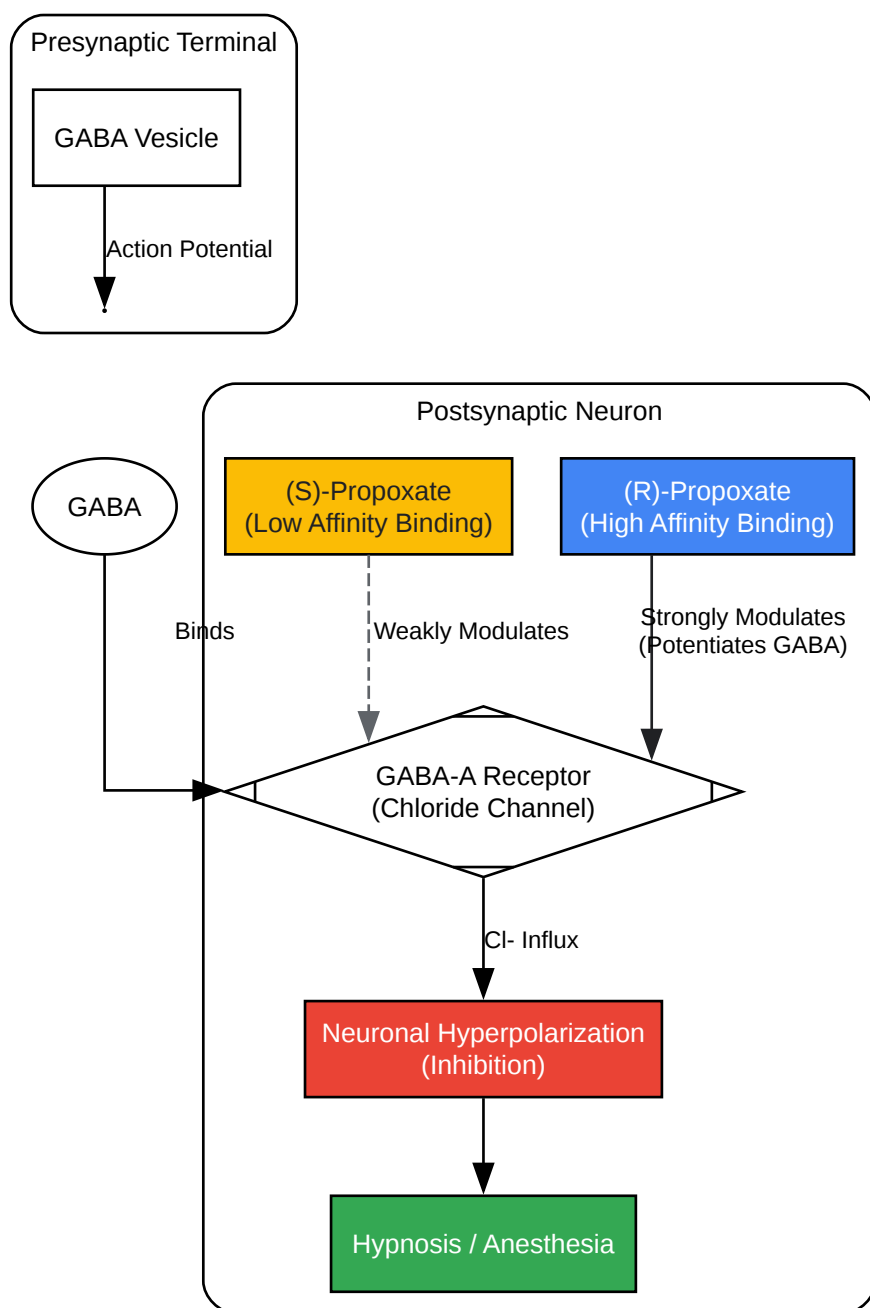 Presynaptic Terminal
GABA Vesicle
Action Potential
Postsynaptic Neuron
GABA
(S)-Propoxate
(Low Affinity Binding)
(R)-Propoxate
(High Affinity Binding)
Binds
Weakly Modulates
Strongly Modulates
(Potentiates GABA)
GABA-A Receptor
(Chloride Channel)
Cl- Influx
Neuronal Hyperpolarization
(Inhibition)
Hypnosis / Anesthesia